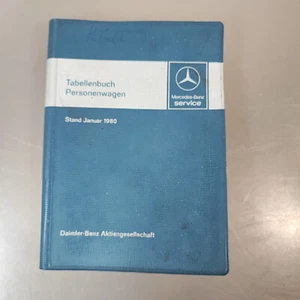 Tabellenbuch
Personenwagen
Mercedes-Benz
service
Stand Januar 1980
Daimler-Benz Aktiengesellschaft